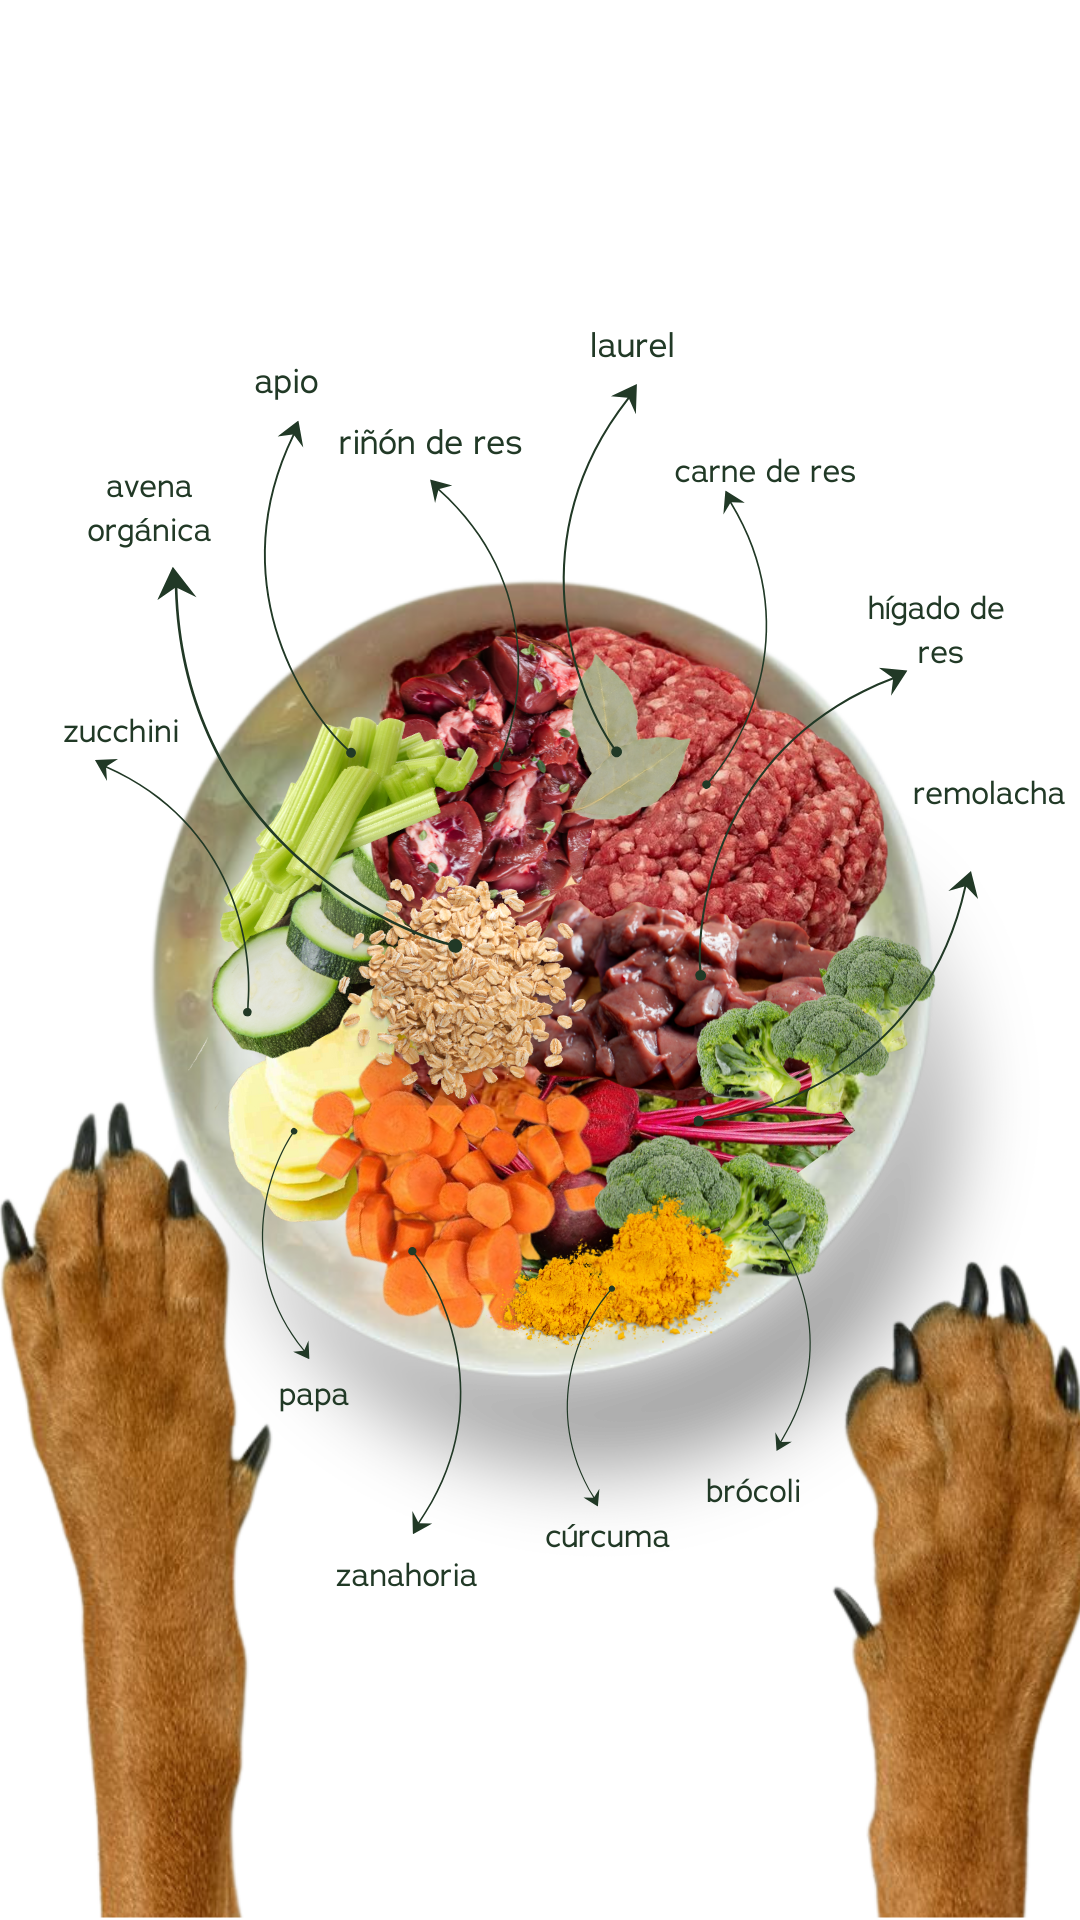 laurel
apio
riñón de res
carne de res
avena
orgánica
hígado de
res
zucchini
remolacha
papa
brócoli
cúrcuma
zanahoria